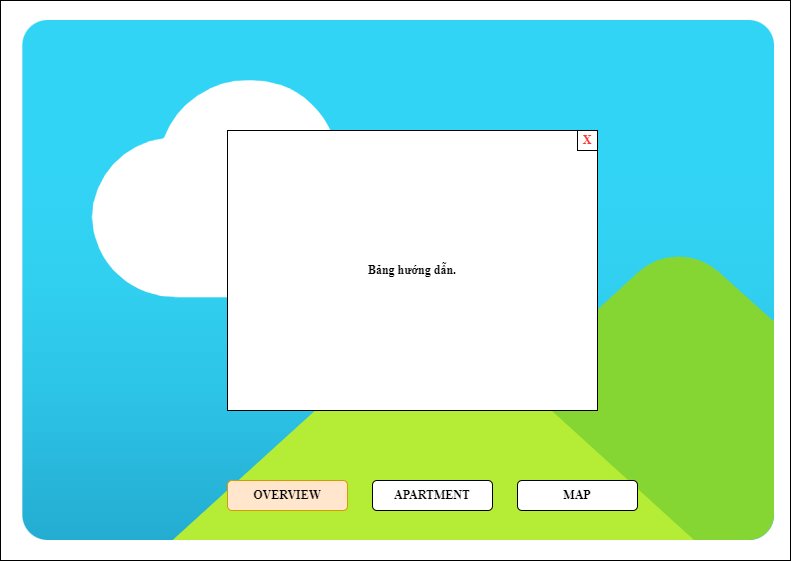 X
Bảng hướng dẫn.
OVERVIEW
APARTMENT
MAP